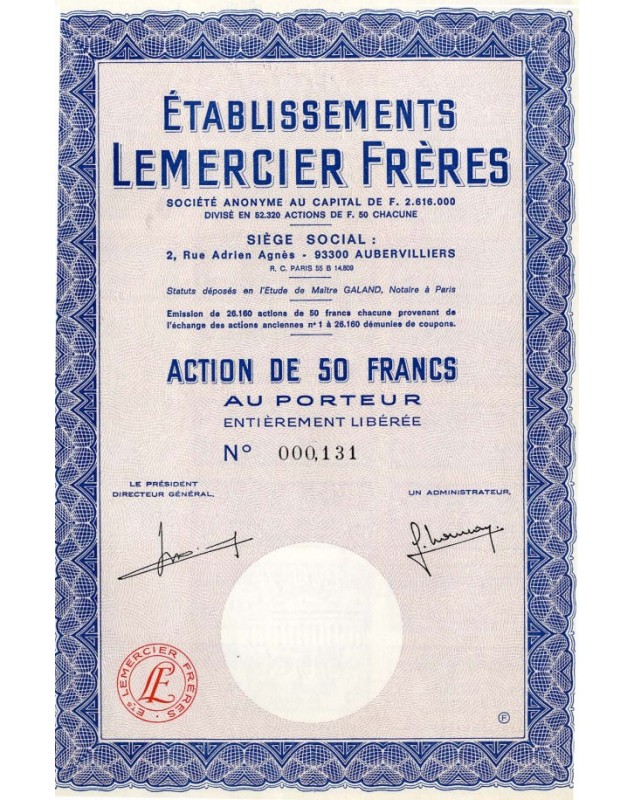 ÉTABLISSEMENTS
LEMERCIER FRÈRES
SOCIÉTÉ ANONYME AU CAPITAL DE F. 2.616.000
DIVISÉ EN 52.320 ACTIONS DE F. 50 CHACUNE
SIÈGE SOCIAL :
2, Rue Adrien Agnès - 93300 AUBERVILLIERS
R. C. PARIS 55 B 14,809
Statuts déposés en l'Etude de Maître GALAND, Notaire à Paris
Emission de 26.160 actions de 50 francs chacune provenant de
l'échange des actions anciennes nº 1 à 26.160 démunies de coupons.
ACTION DE 50 FRANCS
AU PORTEUR
ENTIÈREMENT LIBÉRÉE
Nº 000,131
LE PRÉSIDENT
DIRECTEUR GÉNÉRAL,
UN ADMINISTRATEUR,
ETS LEMERCIER FRÈRES
LF
F